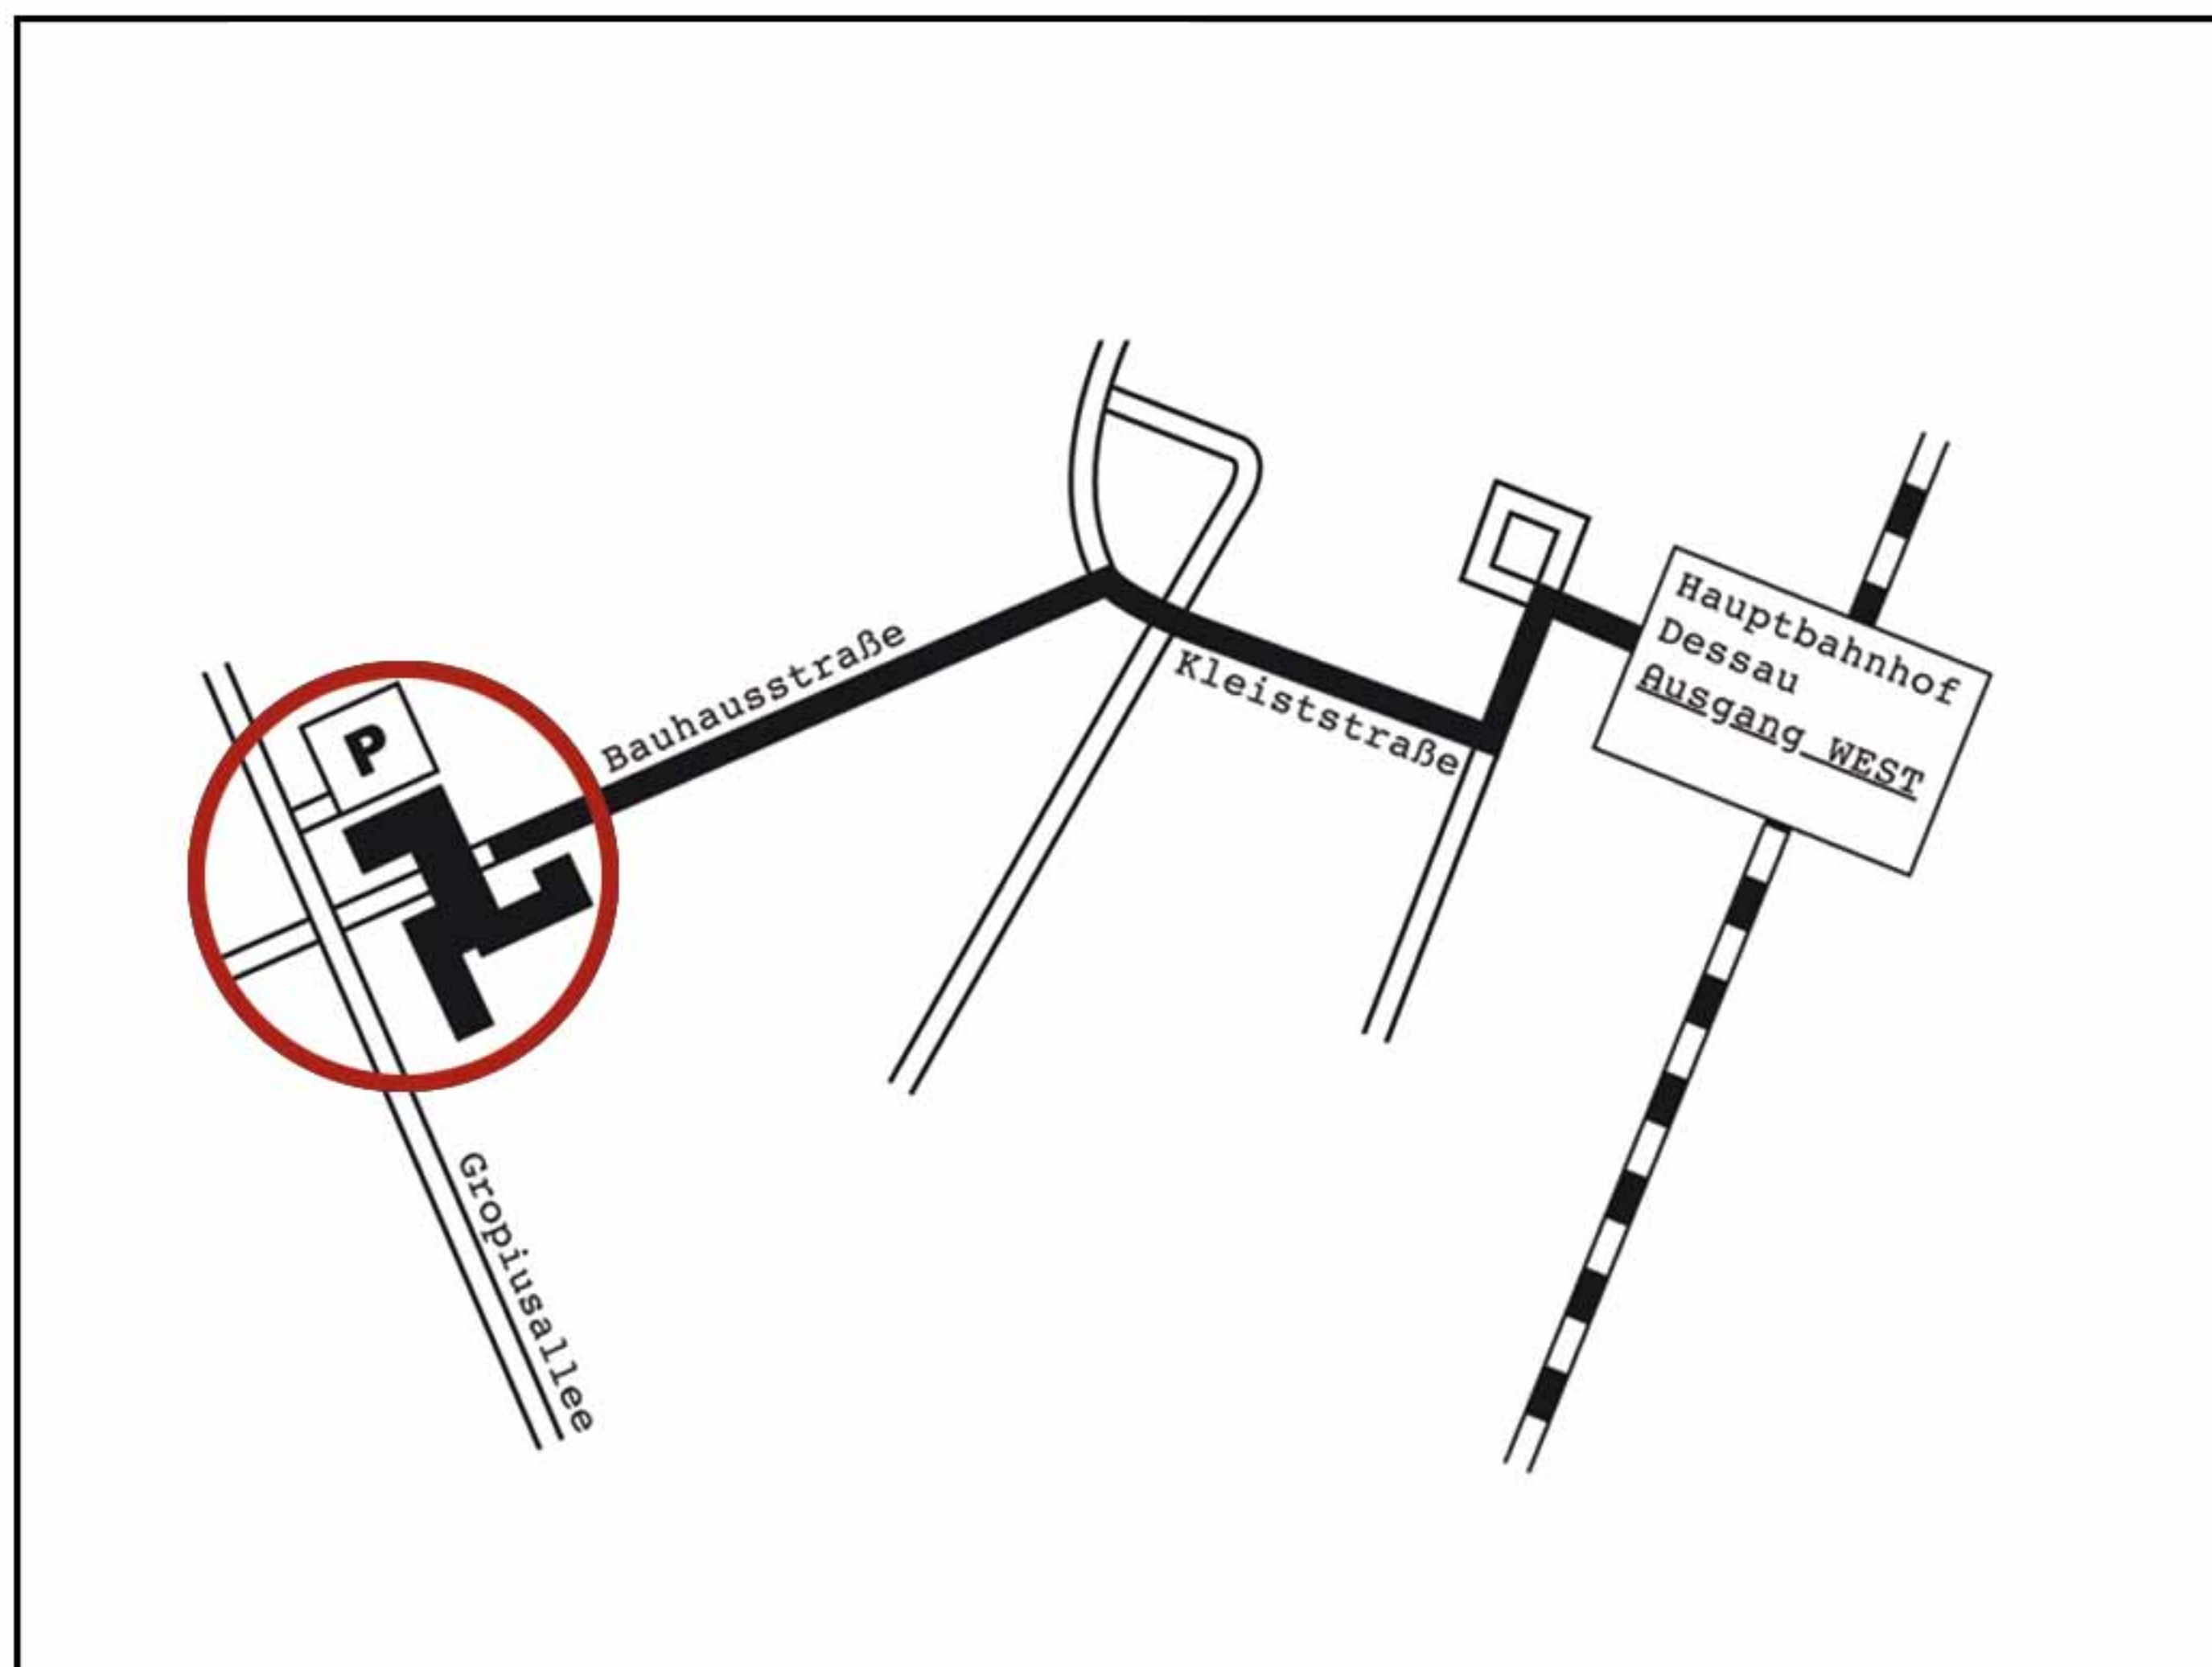 P
Bauhausstraße
Kleiststraße
Hauptbahnhof
Dessau
Ausgang WEST
Gropiusallee